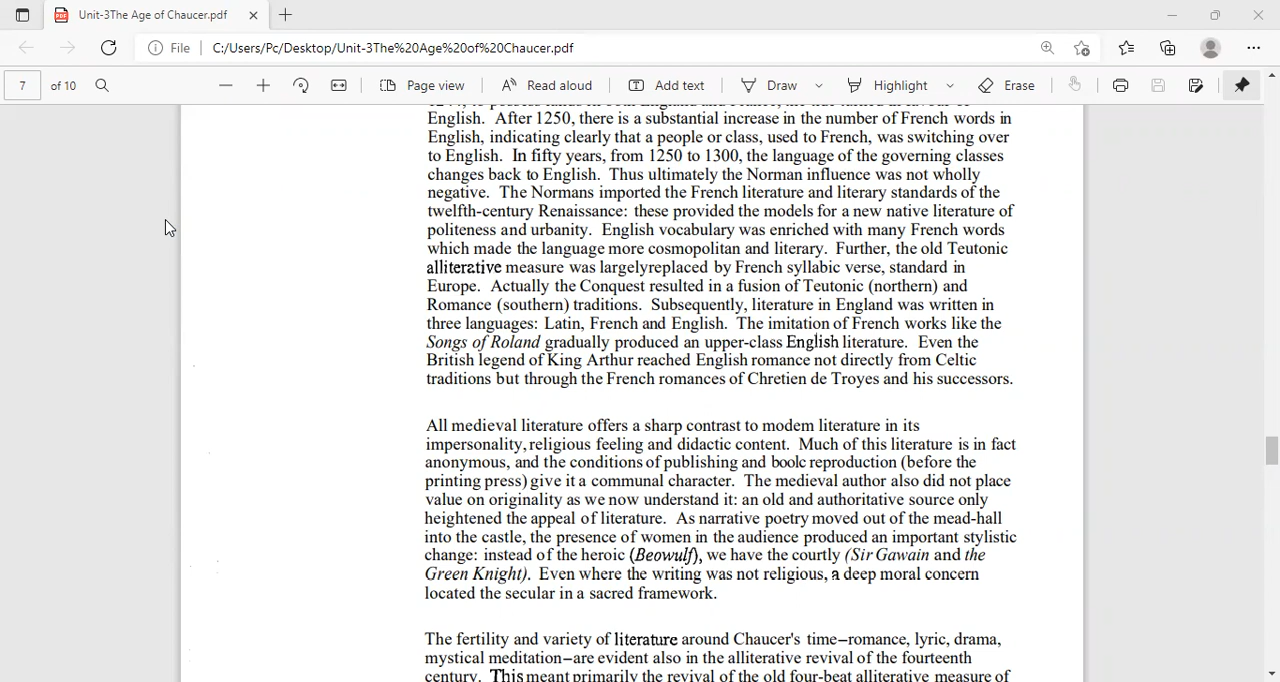 Unit-3The Age of Chaucer.pdf
File
C:/Users/Pc/Desktop/Unit-3The%20Age%20of%20Chaucer.pdf
7 of 10
Page view
Read aloud
Add text
Draw
Highlight
Erase
English. After 1250, there is a substantial increase in the number of French words in
English, indicating clearly that a people or class, used to French, was switching over
to English. In fifty years, from 1250 to 1300, the language of the governing classes
changes back to English. Thus ultimately the Norman influence was not wholly
negative. The Normans imported the French literature and literary standards of the
twelfth-century Renaissance: these provided the models for a new native literature of
politeness and urbanity. English vocabulary was enriched with many French words
which made the language more cosmopolitan and literary. Further, the old Teutonic
alliterative measure was largelyreplaced by French syllabic verse, standard in
Europe. Actually the Conquest resulted in a fusion of Teutonic (northern) and
Romance (southern) traditions. Subsequently, literature in England was written in
three languages: Latin, French and English. The imitation of French works like the
Songs of Roland gradually produced an upper-class English literature. Even the
British legend of King Arthur reached English romance not directly from Celtic
traditions but through the French romances of Chretien de Troyes and his successors.
All medieval literature offers a sharp contrast to modem literature in its
impersonality, religious feeling and didactic content. Much of this literature is in fact
anonymous, and the conditions of publishing and boolc reproduction (before the
printing press) give it a communal character. The medieval author also did not place
value on originality as we now understand it: an old and authoritative source only
heightened the appeal of literature. As narrative poetry moved out of the mead-hall
into the castle, the presence of women in the audience produced an important stylistic
change: instead of the heroic (Beowulf), we have the courtly (Sir Gawain and the
Green Knight). Even where the writing was not religious, a deep moral concern
located the secular in a sacred framework.
The fertility and variety of literature around Chaucer's time–romance, lyric, drama,
mystical meditation–are evident also in the alliterative revival of the fourteenth
century. This meant primarily the revival of the old four-beat alliterative measure of